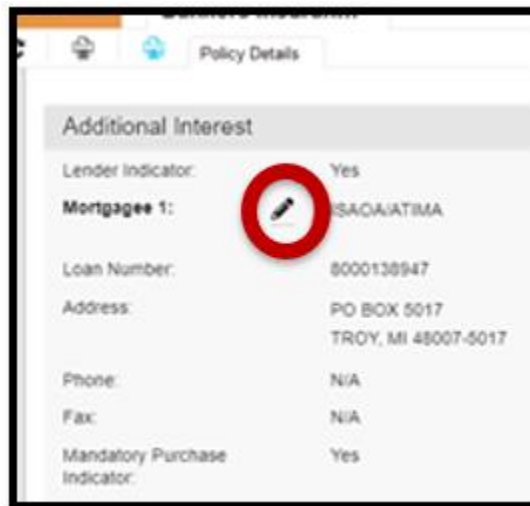 Policy Details
Additional Interest
Lender Indicator: Yes
Mortgagee 1: ISAOA/ATIMA
Loan Number: 8000138947
Address: PO BOX 5017
TROY, MI 48007-5017
Phone: N/A
Fax: N/A
Mandatory Purchase Yes
Indicator: